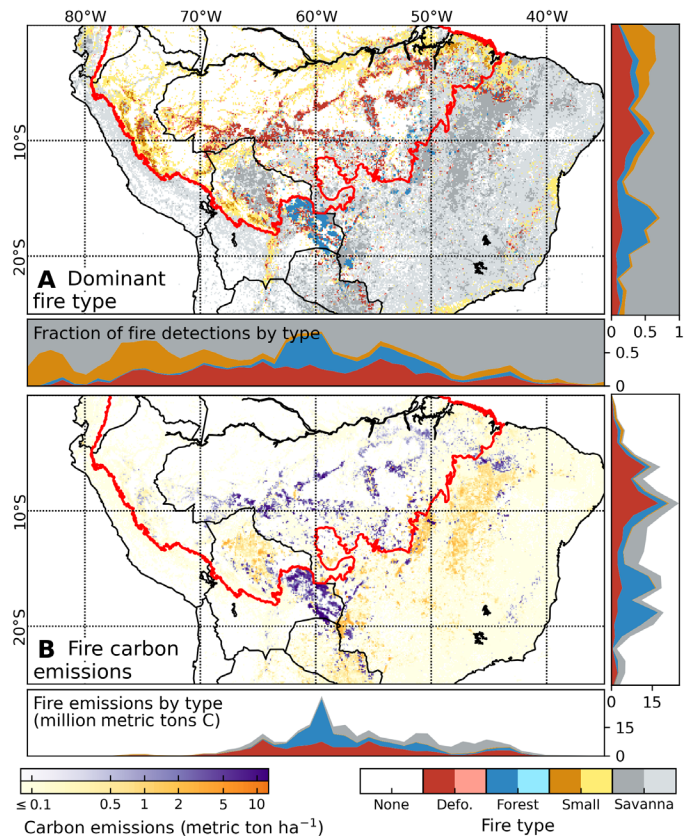 80°W 70°W 60°W 50°W 40°W
10°S
20°S
A Dominant
fire type
0 0.5 1
Fraction of fire detections by type
0.5
0
10°S
20°S
B Fire carbon
emissions
0 15
Fire emissions by type
(million metric tons C)
15
0
≤ 0.1 0.5 1 2 5 10
Carbon emissions (metric ton ha⁻¹)
None Defo. Forest Small Savanna
Fire type